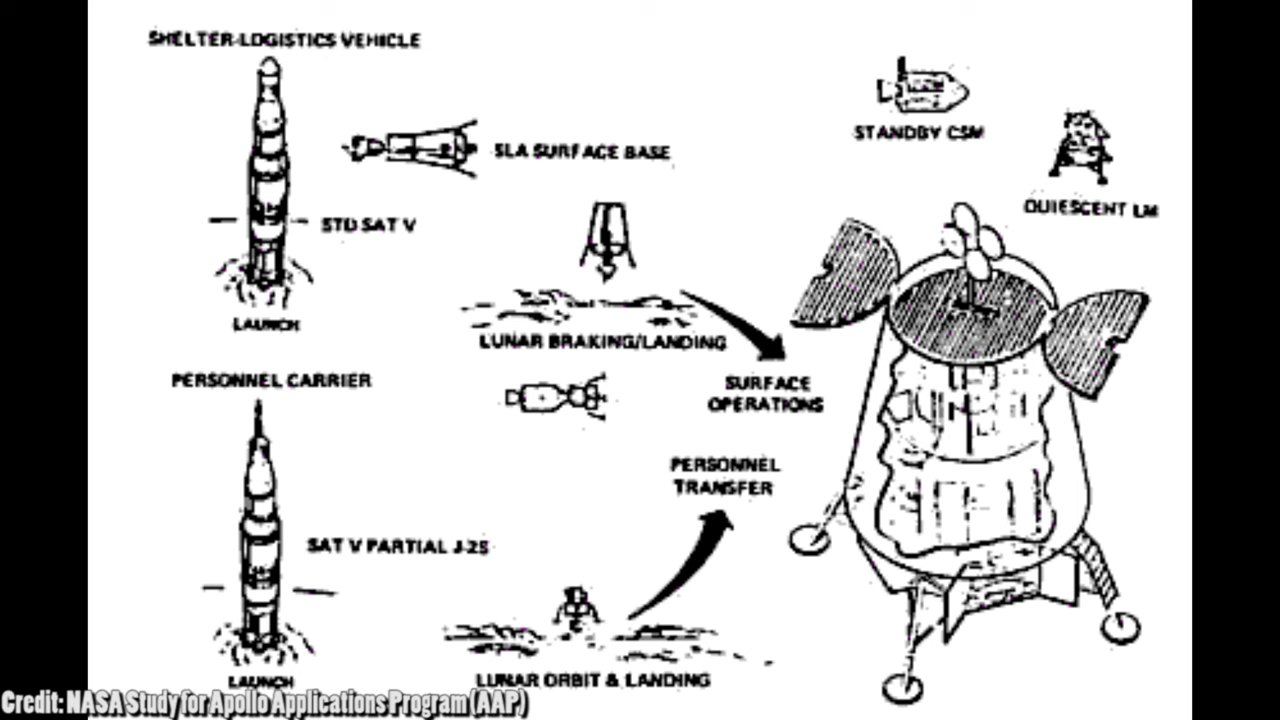 SHELTER-LOGISTICS VEHICLE
STANDBY CSM
SLA SURFACE BASE
QUIESCENT LM
STD SAT V
LAUNCH
LUNAR BRAKING/LANDING
PERSONNEL CARRIER
SURFACE
OPERATIONS
PERSONNEL
TRANSFER
SAT V PARTIAL J-2S
LUNAR ORBIT & LANDING
LAUNCH
Credit: NASA Study for Apollo Applications Program (AAP)